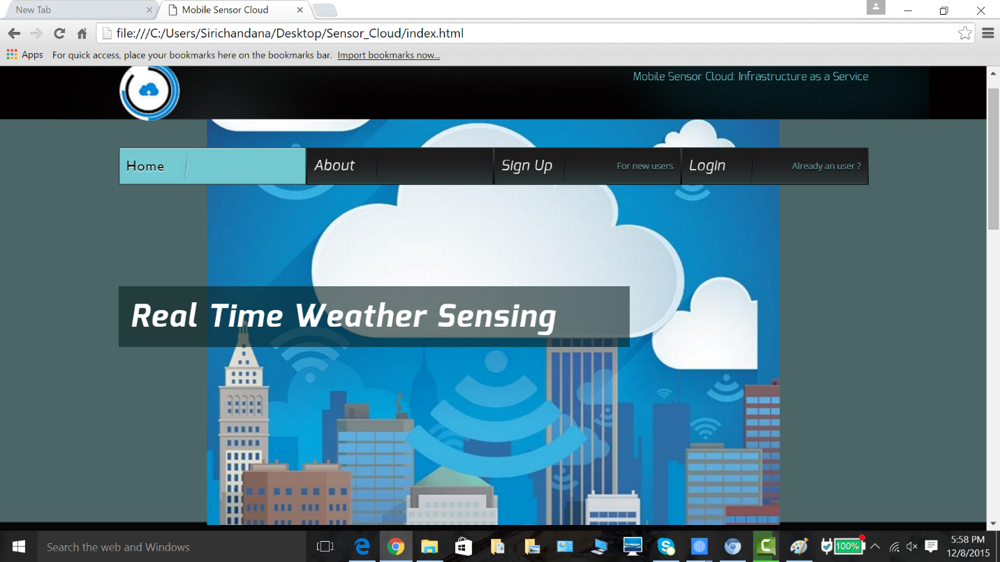 New Tab
Mobile Sensor Cloud
file:///C:/Users/Sirichandana/Desktop/Sensor_Cloud/index.html
Apps For quick access, place your bookmarks here on the bookmarks bar. Import bookmarks now...
Mobile Sensor Cloud: Infrastructure as a Service
Home About Sign Up For new users Login Already an user ?
Real Time Weather Sensing
Search the web and Windows
100%
5:58 PM
12/8/2015